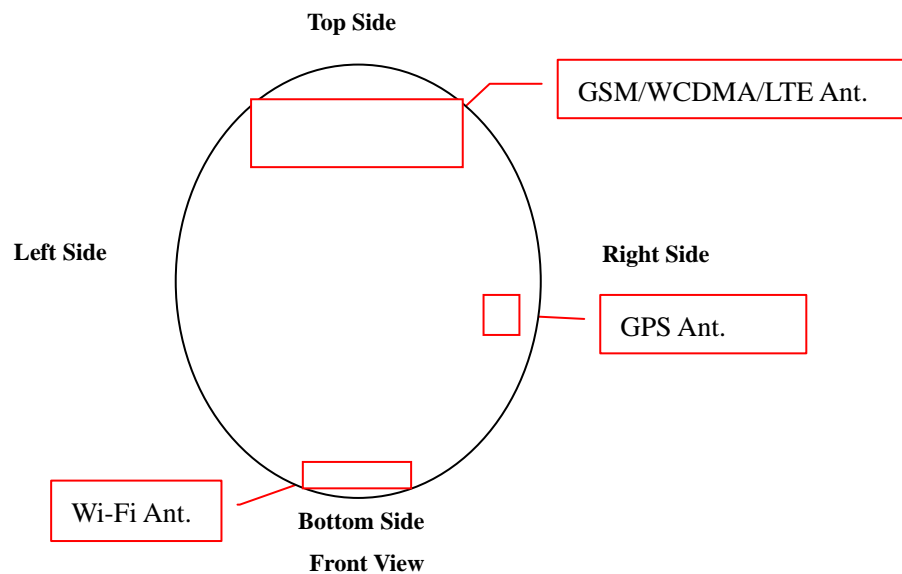 Top Side
GSM/WCDMA/LTE Ant.
Left Side
Right Side
GPS Ant.
Wi-Fi Ant.
Bottom Side
Front View